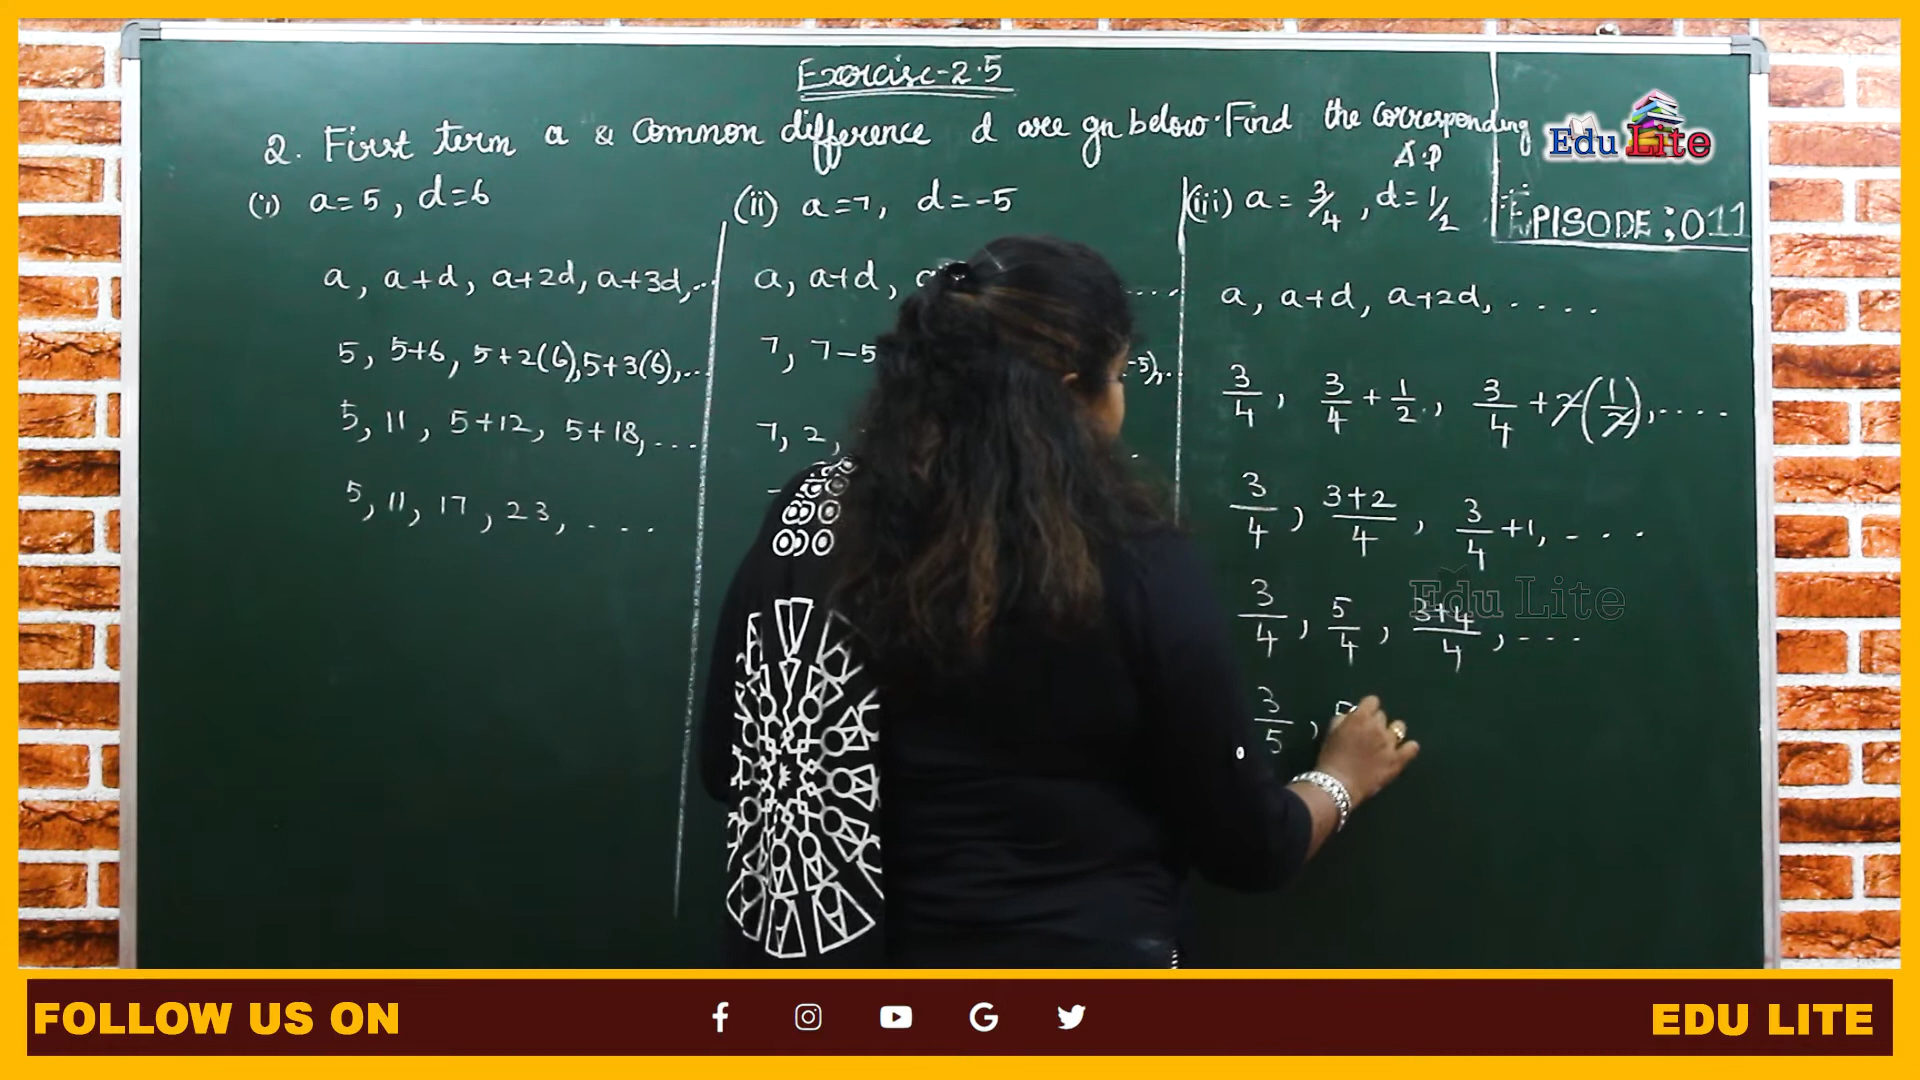 Exercise-2.5
2. First term a & Common difference d are gn below. Find the corresponding
A.P
Edu Lite
EPISODE;011
(i) a=5, d=6
a, a+d, a+2d, a+3d,...
5, 5+6, 5+2(6), 5+3(6),...
5, 11, 5+12, 5+18,...
5, 11, 17, 23, ...
(ii) a=7, d=-5
a, a+d, ....
7, 7-5 -5),..
7, 2,
(iii) a = 3/4, d=1/2
a, a+d, a+2d, ....
3/4, 3/4 + 1/2, 3/4 + 2(1/2),....
3/4, 3+2/4, 3/4 +1, ...
Edu Lite
3/4, 5/4, 3+4/4, ...
3/5, 5
FOLLOW US ON
EDU LITE